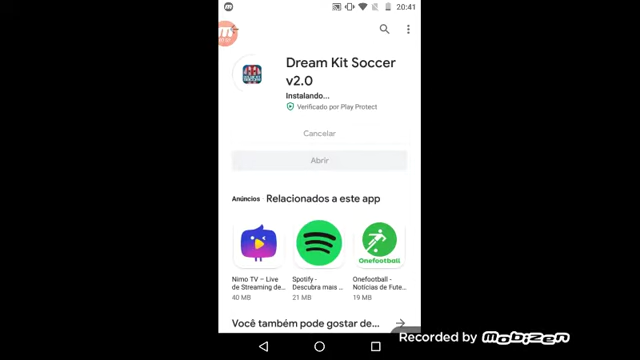 20:41
Dream Kit Soccer
v2.0
Instalando...
Verificado por Play Protect
Cancelar
Abrir
Anúncios Relacionados a este app
Nimo TV – Live
de Streaming de...
40 MB
Spotify -
Descubra mais ...
21 MB
Onefootball
Onefootball -
Notícias de Fute...
19 MB
Você também pode gostar de...
Recorded by MOBIZEN